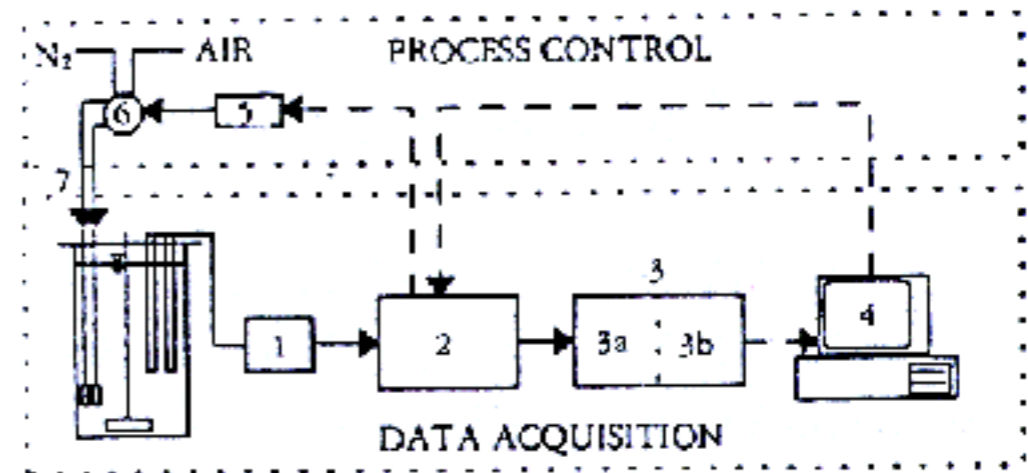 N₂ AIR PROCESS CONTROL
6 5
7
3
1 2 3a 3b 4
DATA ACQUISITION